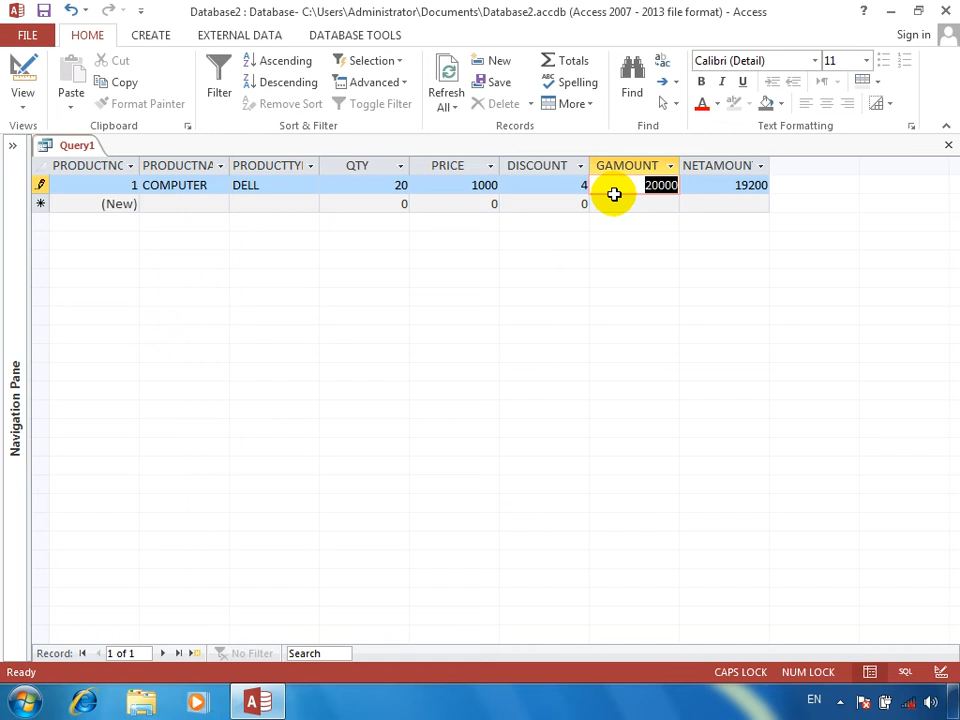 Database2 : Database- C:\Users\Administrator\Documents\Database2.accdb (Access 2007 - 2013 file format) - Access
FILE HOME CREATE EXTERNAL DATA DATABASE TOOLS Sign in
View
Views
Paste
Cut
Copy
Format Painter
Clipboard
Filter
Ascending
Descending
Remove Sort
Selection
Advanced
Toggle Filter
Sort & Filter
Refresh
All
New
Save
Delete
Totals
Spelling
More
Records
Find
Find
Calibri (Detail) 11
B I U
A
Text Formatting
Query1
PRODUCTNO PRODUCTNA PRODUCTTYI QTY PRICE DISCOUNT GAMOUNT NETAMOUN
1 COMPUTER DELL 20 1000 4 20000 19200
(New) 0 0 0
Navigation Pane
Record: 1 of 1 No Filter Search
Ready CAPS LOCK NUM LOCK SQL
EN